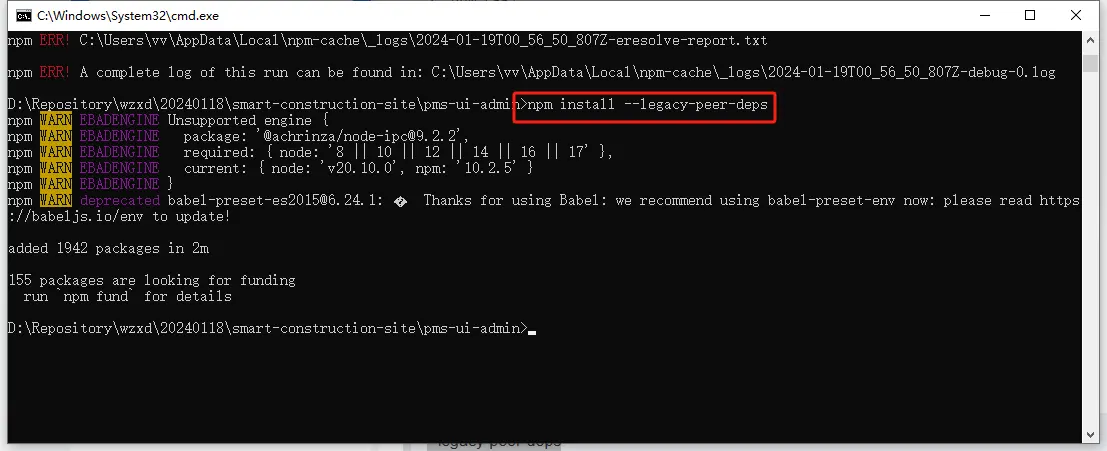 C:\Windows\System32\cmd.exe
npm ERR! C:\Users\vv\AppData\Local\npm-cache\_logs\2024-01-19T00_56_50_807Z-eresolve-report.txt
npm ERR! A complete log of this run can be found in: C:\Users\vv\AppData\Local\npm-cache\_logs\2024-01-19T00_56_50_807Z-debug-0.log
D:\Repository\wzxd\20240118\smart-construction-site\pms-ui-admin>npm install --legacy-peer-deps
npm WARN EBADENGINE Unsupported engine {
npm WARN EBADENGINE   package: '@achrinza/node-ipc@9.2.2',
npm WARN EBADENGINE   required: { node: '8 || 10 || 12 || 14 || 16 || 17' },
npm WARN EBADENGINE   current: { node: 'v20.10.0', npm: '10.2.5' }
npm WARN EBADENGINE }
npm WARN deprecated babel-preset-es2015@6.24.1: �  Thanks for using Babel: we recommend using babel-preset-env now: please read https
://babeljs.io/env to update!
added 1942 packages in 2m
155 packages are looking for funding
  run `npm fund` for details
D:\Repository\wzxd\20240118\smart-construction-site\pms-ui-admin>
legacy peer deps